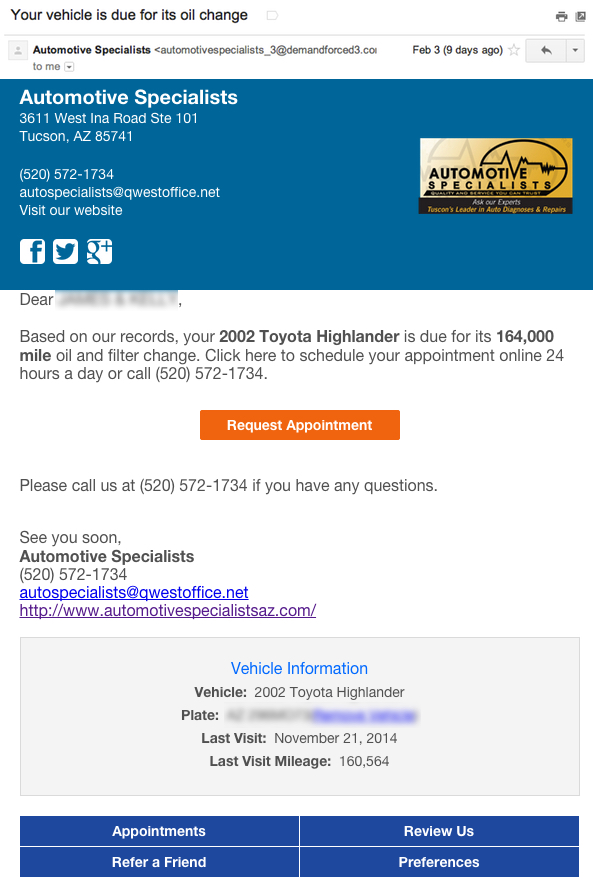 Your vehicle is due for its oil change
Automotive Specialists <automotivespecialists_3@demandforced3.co
Feb 3 (9 days ago)
to me
Automotive Specialists
3611 West Ina Road Ste 101
Tucson, AZ 85741
(520) 572-1734
autospecialists@qwestoffice.net
Visit our website
AUTOMOTIVE
SPECIALISTS
QUALITY AND SERVICE YOU CAN TRUST
Ask our Experts
Tuscon's Leader in Auto Diagnoses & Repairs
Dear ,
Based on our records, your 2002 Toyota Highlander is due for its 164,000
mile oil and filter change. Click here to schedule your appointment online 24
hours a day or call (520) 572-1734.
Request Appointment
Please call us at (520) 572-1734 if you have any questions.
See you soon,
Automotive Specialists
(520) 572-1734
autospecialists@qwestoffice.net
http://www.automotivespecialistsaz.com/
Vehicle Information
Vehicle: 2002 Toyota Highlander
Plate:
Last Visit: November 21, 2014
Last Visit Mileage: 160,564
Appointments
Review Us
Refer a Friend
Preferences